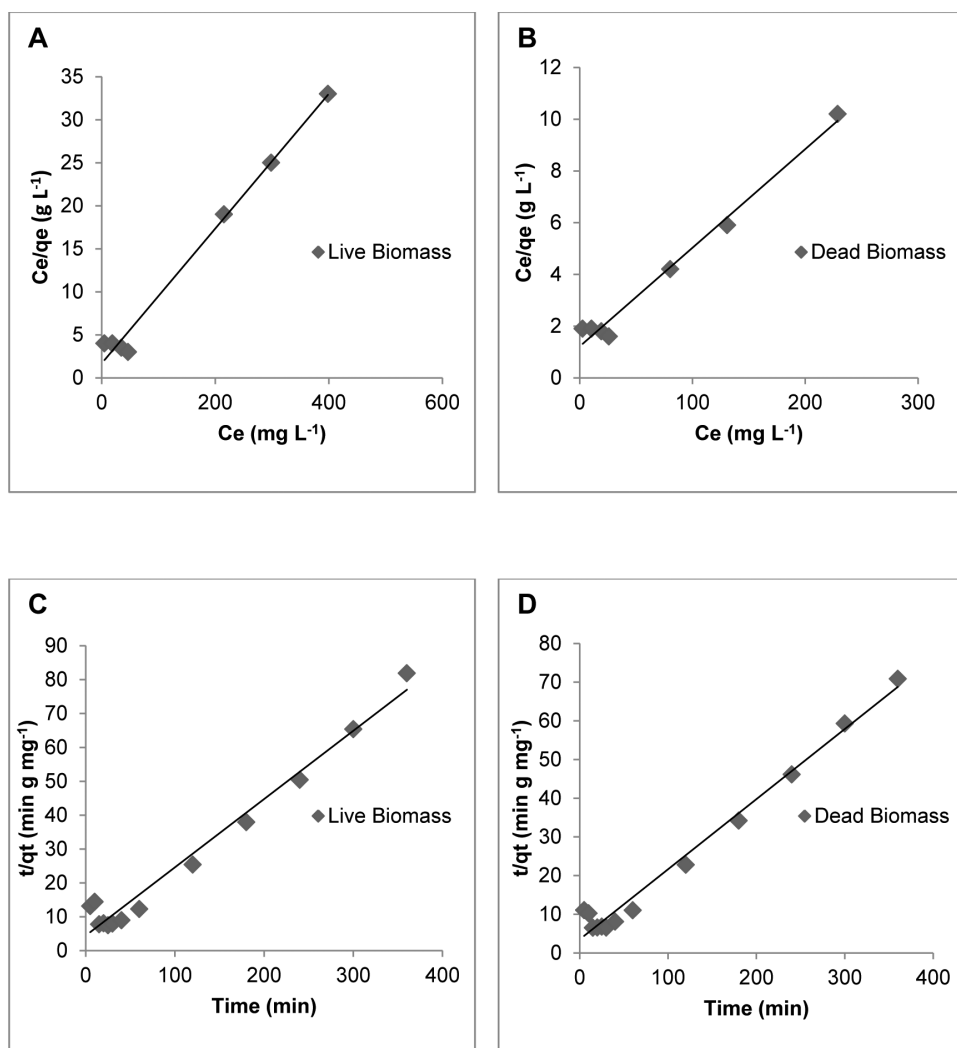 A
35
30
25
20
15
10
5
0
0 200 400 600
Ce/qe (g L⁻¹)
Ce (mg L⁻¹)
Live Biomass
B
12
10
8
6
4
2
0
0 100 200 300
Ce/qe (g L⁻¹)
Ce (mg L⁻¹)
Dead Biomass
C
90
80
70
60
50
40
30
20
10
0
0 100 200 300 400
t/qt (min g mg⁻¹)
Time (min)
Live Biomass
D
80
70
60
50
40
30
20
10
0
0 100 200 300 400
t/qt (min g mg⁻¹)
Time (min)
Dead Biomass